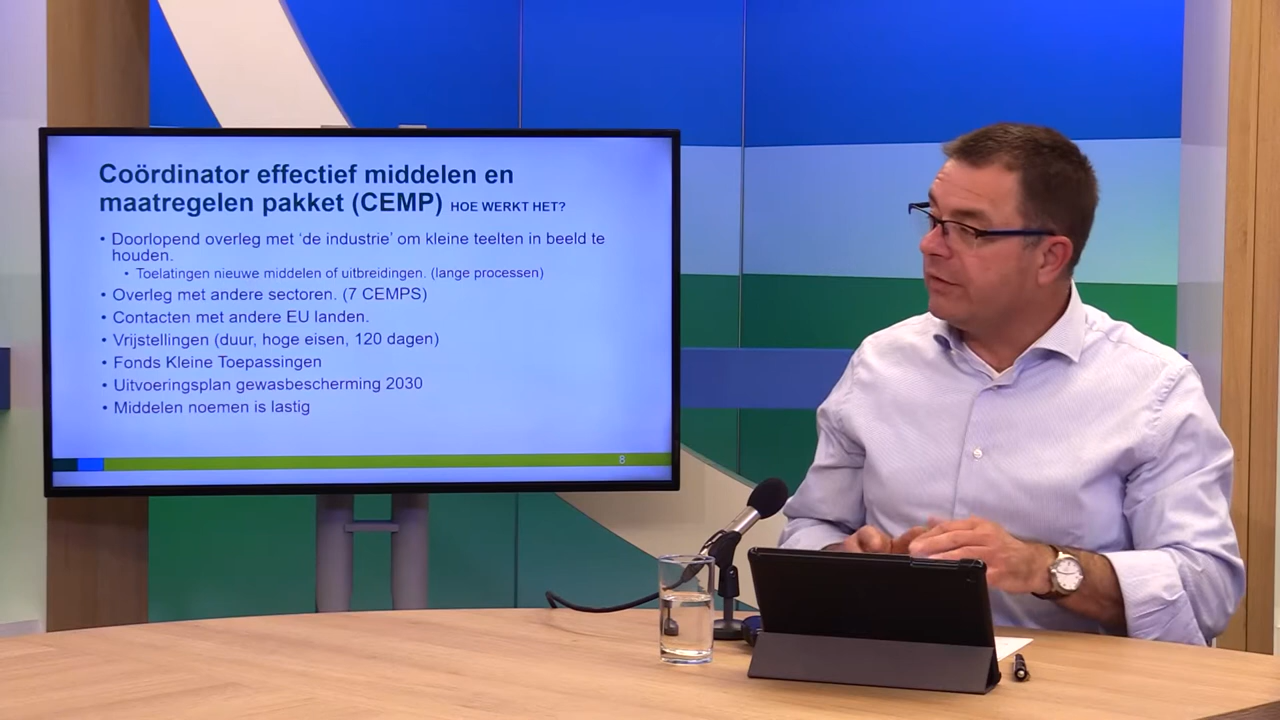 Coördinator effectief middelen en
maatregelen pakket (CEMP) HOE WERKT HET?
• Doorlopend overleg met ‘de industrie’ om kleine teelten in beeld te
houden.
• Toelatingen nieuwe middelen of uitbreidingen. (lange processen)
• Overleg met andere sectoren. (7 CEMPS)
• Contacten met andere EU landen.
• Vrijstellingen (duur, hoge eisen, 120 dagen)
• Fonds Kleine Toepassingen
• Uitvoeringsplan gewasbescherming 2030
• Middelen noemen is lastig
8